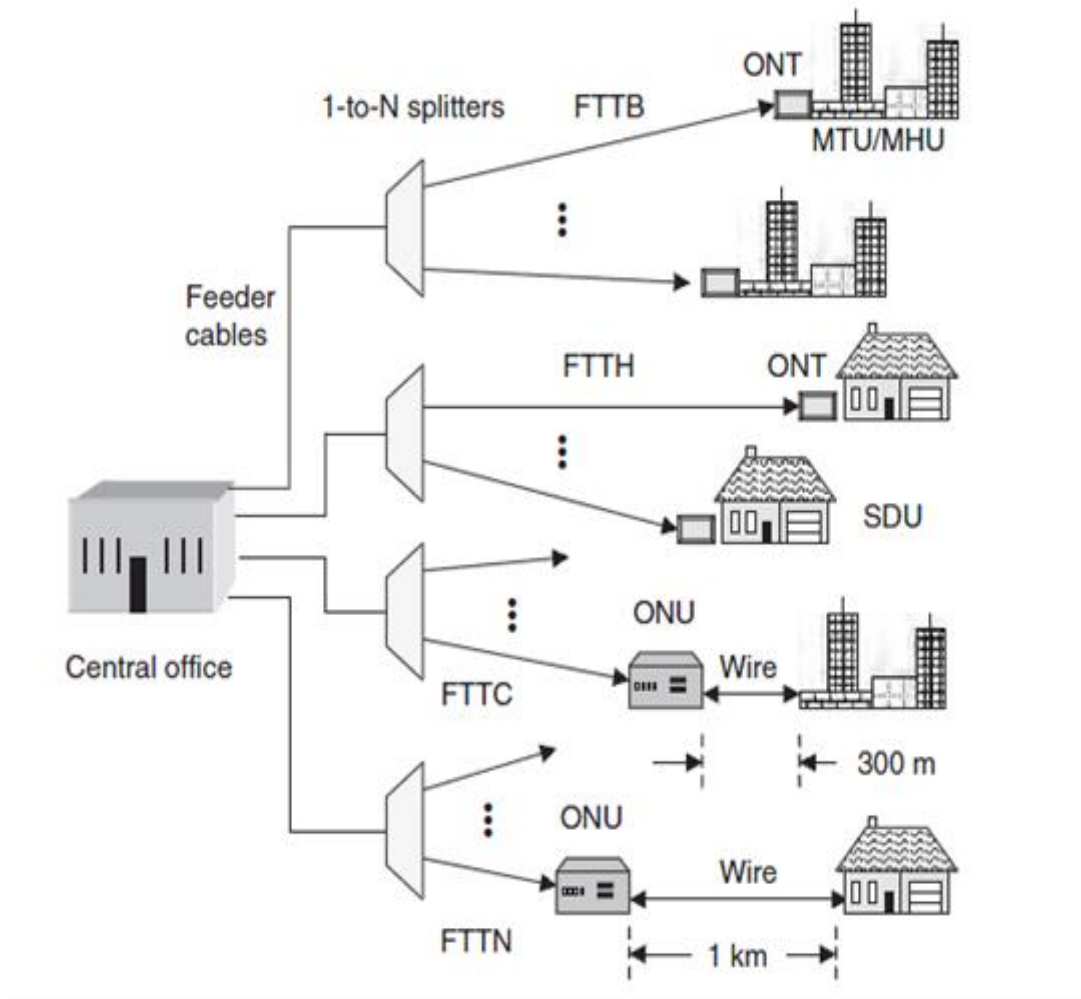 ONT
1-to-N splitters
FTTB
MTU/MHU
Feeder
cables
FTTH
ONT
SDU
ONU
Wire
Central office
FTTC
300 m
ONU
Wire
FTTN
1 km